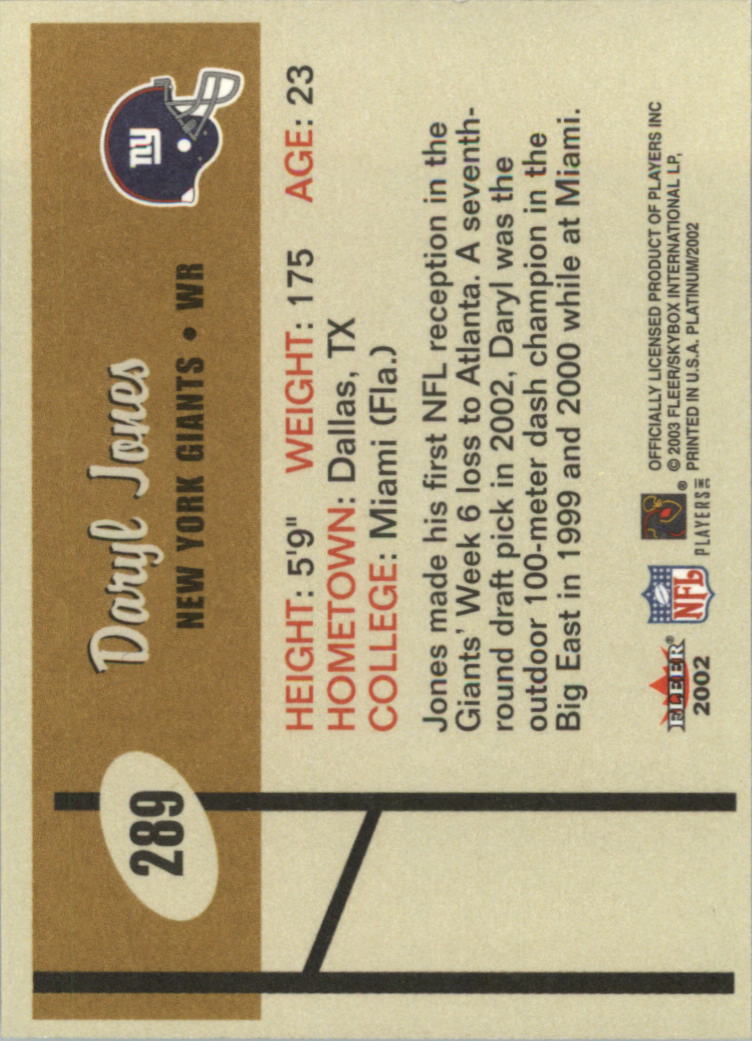 289
Daryl Jones
NEW YORK GIANTS • WR
ny
HEIGHT: 5'9" WEIGHT: 175 AGE: 23
HOMETOWN: Dallas, TX
COLLEGE: Miami (Fla.)
Jones made his first NFL reception in the
Giants' Week 6 loss to Atlanta. A seventh-
round draft pick in 2002, Daryl was the
outdoor 100-meter dash champion in the
Big East in 1999 and 2000 while at Miami.
FLEER®
2002
NFL
PLAYERS INC ®
OFFICIALLY LICENSED PRODUCT OF PLAYERS INC
© 2003 FLEER/SKYBOX INTERNATIONAL LP,
PRINTED IN U.S.A. PLATINUM/2002